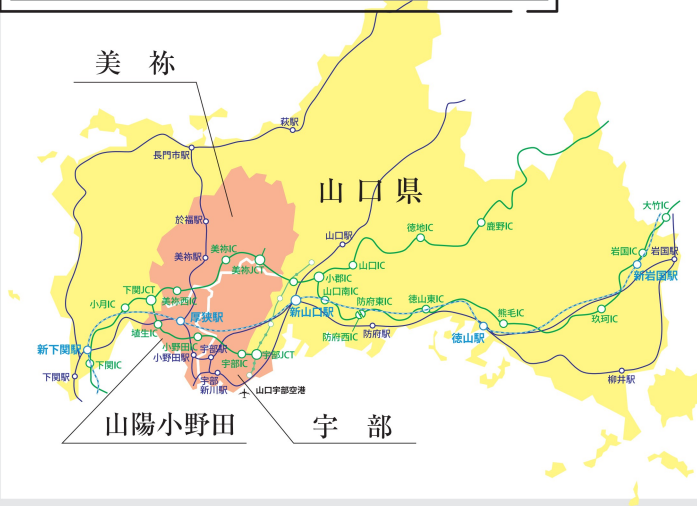 美 祢
萩駅
長門市駅
山口県
大竹IC
於福駅
徳地IC
鹿野IC
山口駅
美祢IC
岩国IC
岩国駅
美祢駅
美祢JCT
山口IC
新岩国駅
小郡IC
下関JCT
美祢西IC
山口南IC
小月IC
防府東IC
徳山東IC
厚狭駅
新山口駅
熊毛IC
玖珂IC
埴生IC
防府西IC
防府駅
徳山駅
新下関駅
小野田IC
宇部駅
小野田駅
下関IC
宇部IC
宇部JCT
下関駅
宇部
新川駅
山口宇部空港
柳井駅
山陽小野田
宇 部